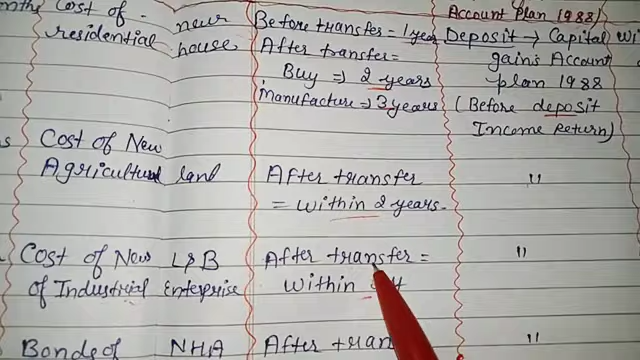 Account Plan 1988)
nths Cost of new Before transfer = 1 year Deposit → Capital
residential house After transfer = gains Account
Buy ⇒ 2 years plan 1988
manufacture ⇒ 3 years (Before deposit
Income Return)
Cost of New
Agricultural land After transfer "
= within 2 years.
Cost of New L&B After transfer = "
of Industrial Enterprise within
Bonds of NHA After tran "